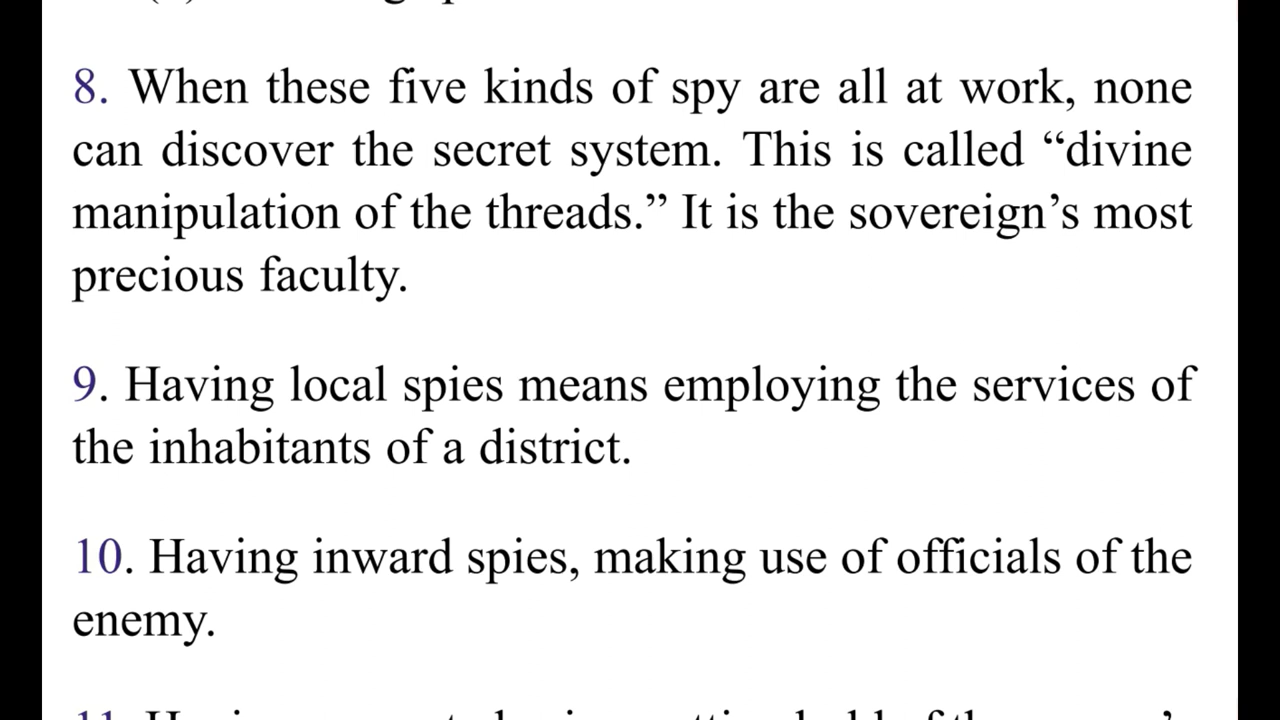 8. When these five kinds of spy are all at work, none
can discover the secret system. This is called “divine
manipulation of the threads.” It is the sovereign’s most
precious faculty.
9. Having local spies means employing the services of
the inhabitants of a district.
10. Having inward spies, making use of officials of the
enemy.